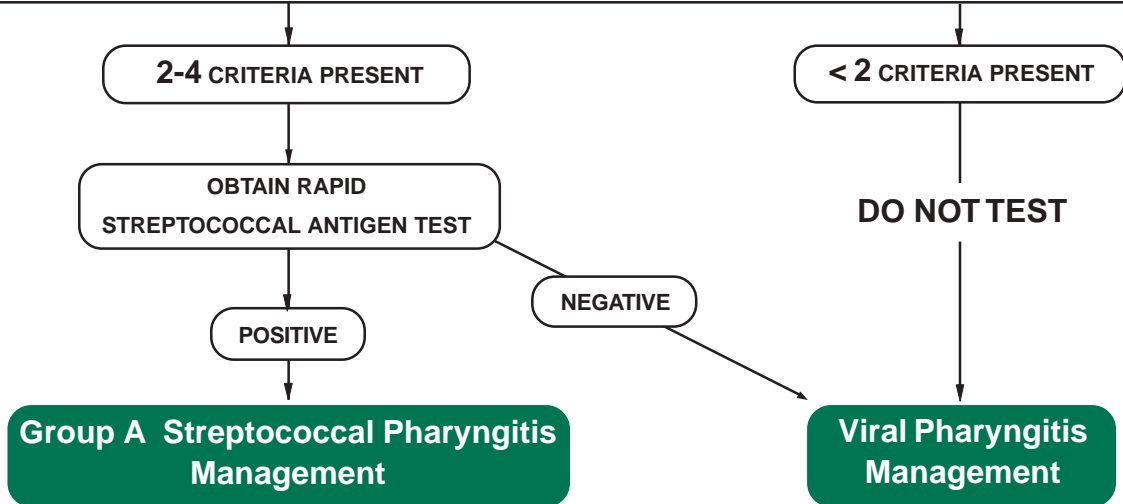 2-4 CRITERIA PRESENT
< 2 CRITERIA PRESENT
OBTAIN RAPID
STREPTOCOCCAL ANTIGEN TEST
DO NOT TEST
NEGATIVE
POSITIVE
Group A Streptococcal Pharyngitis
Management
Viral Pharyngitis
Management